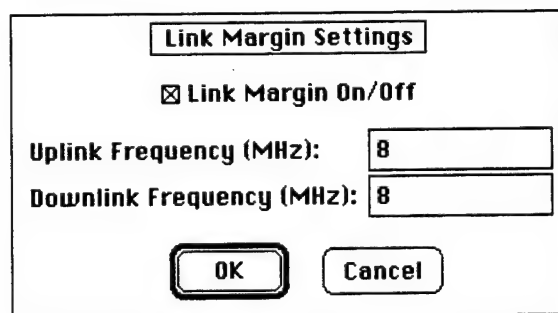 Link Margin Settings
☒ Link Margin On/Off
Uplink Frequency (MHz): 8
Downlink Frequency (MHz): 8
OK Cancel